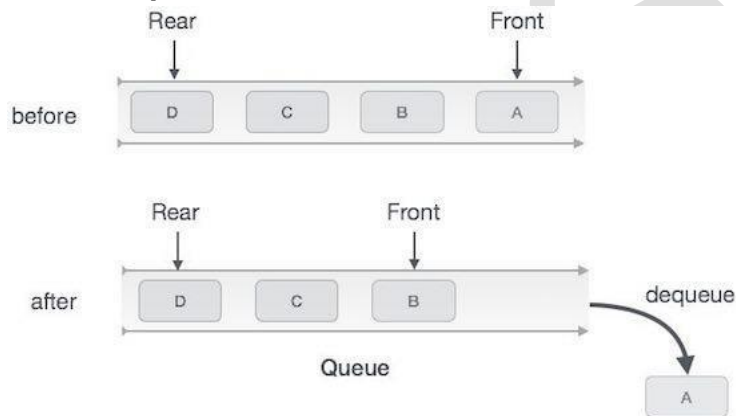 Rear Front
before D C B A
Rear Front
after D C B
dequeue
Queue
A